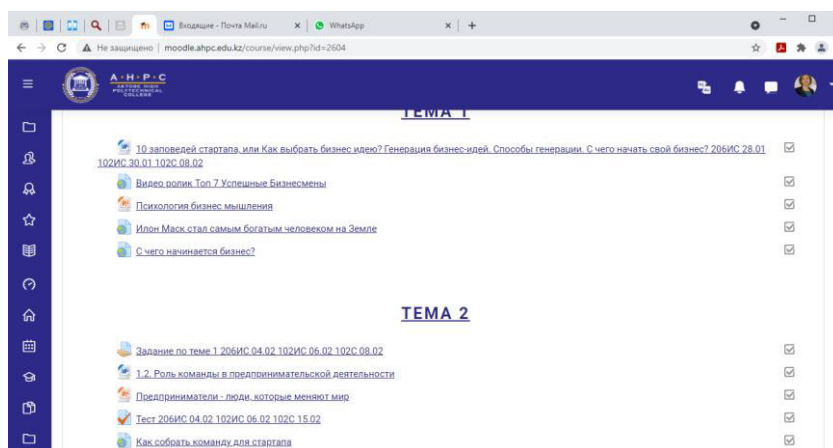 Входящие - Почта Mail.ru
WhatsApp
Не защищено | moodle.ahpc.edu.kz/course/view.php?id=2604
A·H·P·C
AKTOBE HIGH
POLYTECHNICAL
COLLEGE
ТЕМА 1
10 заповедей стартапа, или Как выбрать бизнес идею? Генерация бизнес-идей. Способы генерации. С чего начать свой бизнес? 206ИС 28.01
102ИС 30.01 102С 08.02
Видео ролик Топ 7 Успешные Бизнесмены
Психология бизнес мышления
Илон Маск стал самым богатым человеком на Земле
С чего начинается бизнес?
ТЕМА 2
Задание по теме 1 206ИС 04.02 102ИС 06.02 102С 08.02
1.2. Роль команды в предпринимательской деятельности
Предприниматели - люди, которые меняют мир
Тест 206ИС 04.02 102ИС 06.02 102С 15.02
Как собрать команду для стартапа